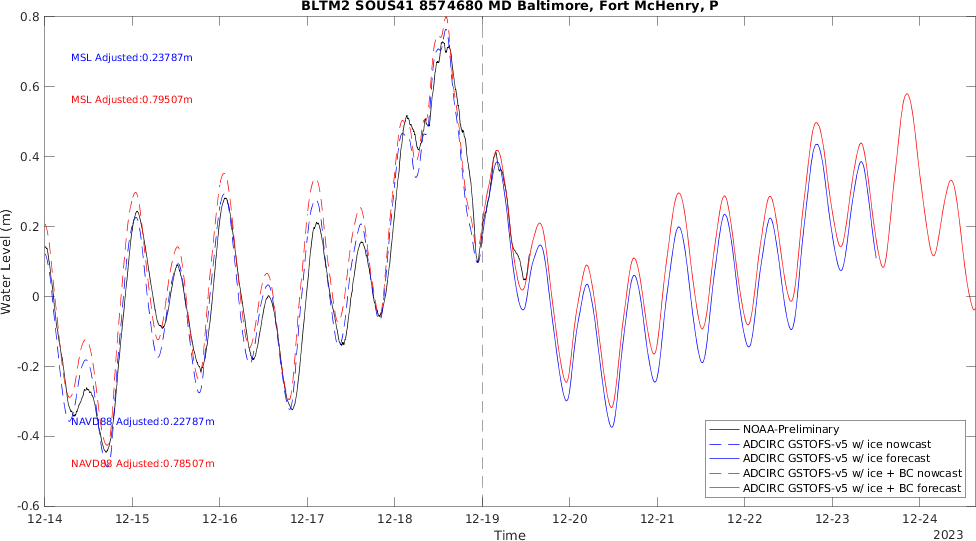 BLTM2 SOUS41 8574680 MD Baltimore, Fort McHenry, P
0.8
0.6
0.4
0.2
0
-0.2
-0.4
-0.6
Water Level (m)
MSL Adjusted:0.23787m
MSL Adjusted:0.79507m
NAVD88 Adjusted:0.22787m
NAVD88 Adjusted:0.78507m
NOAA-Preliminary
ADCIRC GSTOFS-v5 w/ ice nowcast
ADCIRC GSTOFS-v5 w/ ice forecast
ADCIRC GSTOFS-v5 w/ ice + BC nowcast
ADCIRC GSTOFS-v5 w/ ice + BC forecast
12-14 12-15 12-16 12-17 12-18 12-19 12-20 12-21 12-22 12-23 12-24
Time
2023